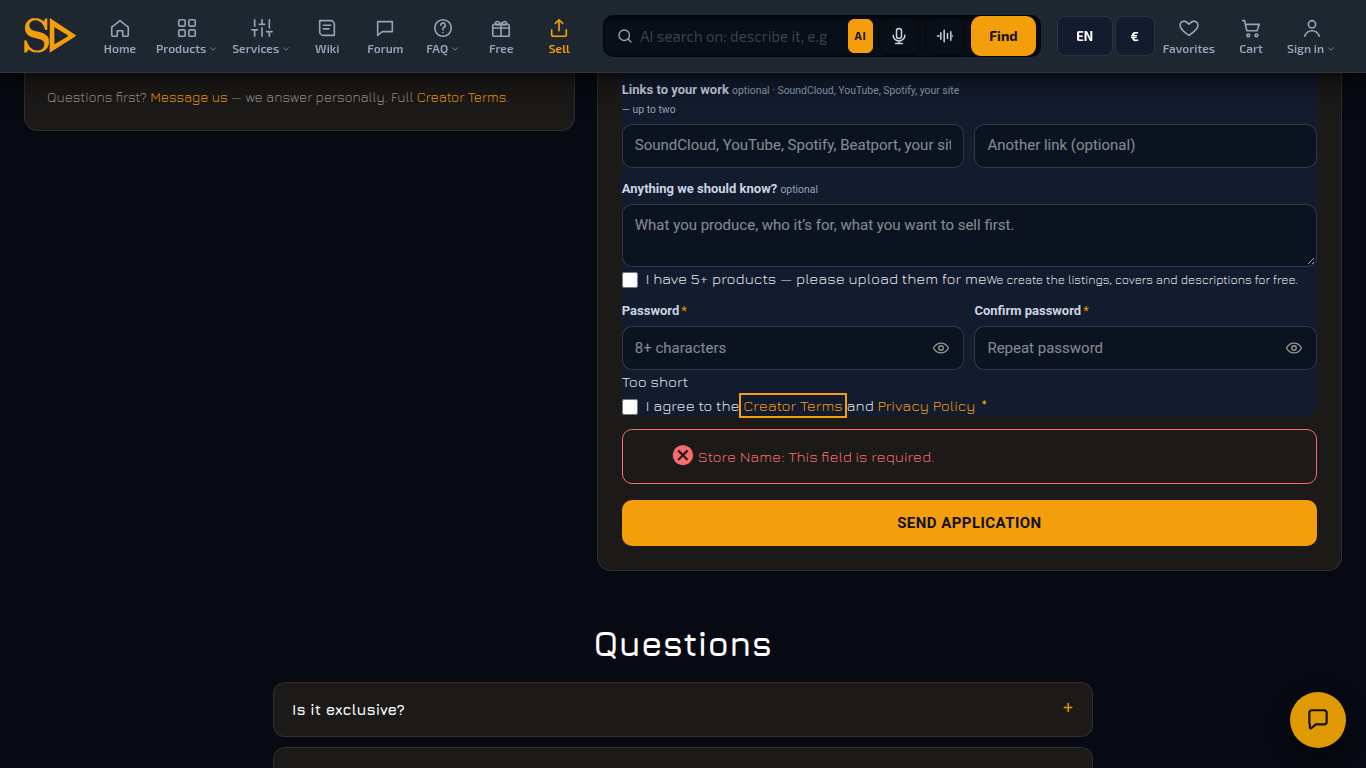 Home
Products
Services
Wiki
Forum
FAQ
Free
Sell
AI search on: describe it, e.g
AI
Find
EN
€
Favorites
Cart
Sign in
Questions first? Message us — we answer personally. Full Creator Terms.
Links to your work optional · SoundCloud, YouTube, Spotify, your site
— up to two
SoundCloud, YouTube, Spotify, Beatport, your sit
Another link (optional)
Anything we should know? optional
What you produce, who it's for, what you want to sell first.
I have 5+ products — please upload them for meWe create the listings, covers and descriptions for free.
Password *
Confirm password *
8+ characters
Repeat password
Too short
I agree to the Creator Terms and Privacy Policy *
Store Name: This field is required.
SEND APPLICATION
Questions
Is it exclusive?
+